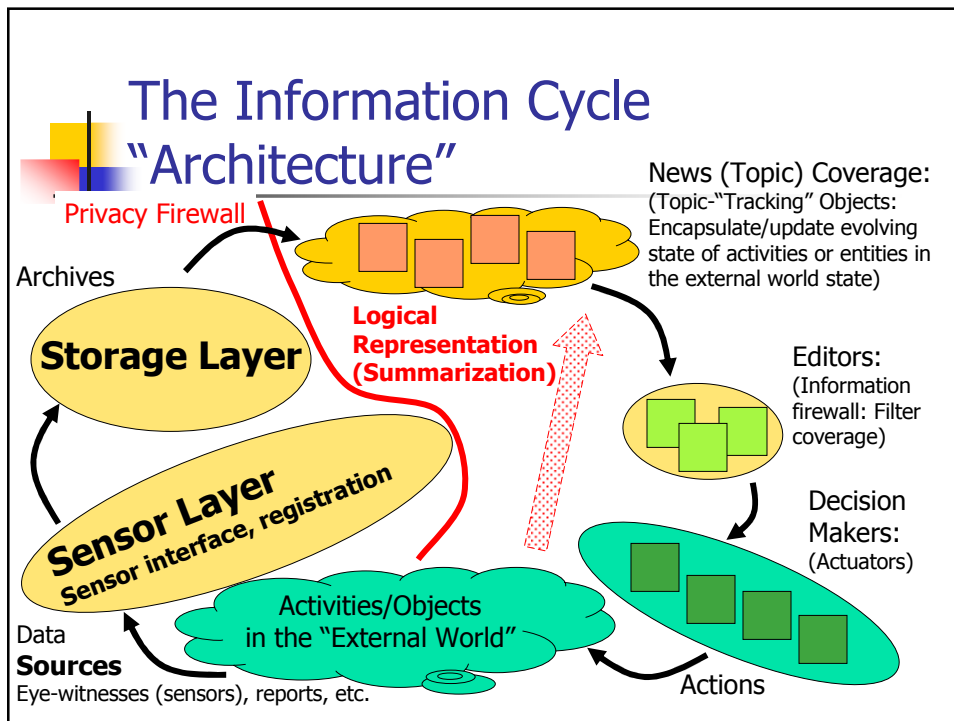 The Information Cycle
“Architecture”
Privacy Firewall
News (Topic) Coverage:
(Topic-“Tracking” Objects:
Encapsulate/update evolving
state of activities or entities in
the external world state)
Archives
Storage Layer
Logical
Representation
(Summarization)
Editors:
(Information
firewall: Filter
coverage)
Sensor Layer
Sensor interface, registration
Decision
Makers:
(Actuators)
Activities/Objects
in the “External World”
Data
Sources
Eye-witnesses (sensors), reports, etc.
Actions